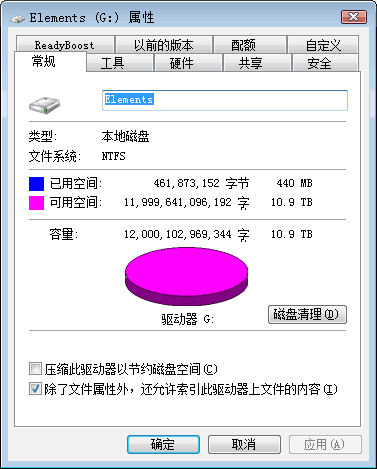 Elements (G:) 属性
ReadyBoost 以前的版本 配额 自定义
常规 工具 硬件 共享 安全
Elements
类型: 本地磁盘
文件系统: NTFS
已用空间: 461,873,152 字节 440 MB
可用空间: 11,999,641,096,192 字 10.9 TB
容量: 12,000,102,969,344 字 10.9 TB
驱动器 G:
磁盘清理(D)
压缩此驱动器以节约磁盘空间(C)
除了文件属性外，还允许索引此驱动器上文件的内容(I)
确定 取消 应用(A)